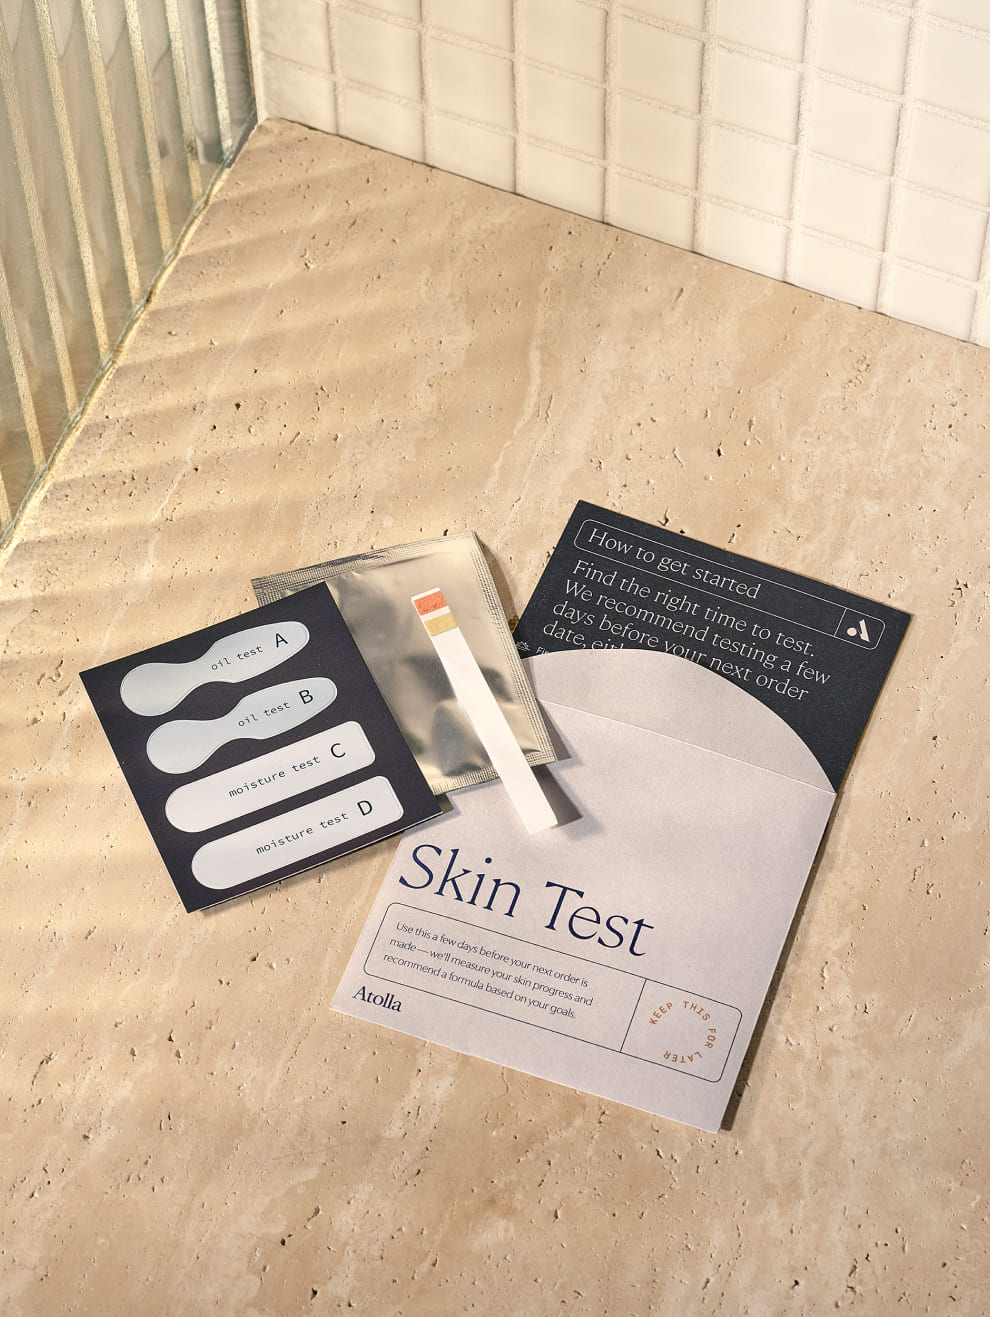 How to get started
Find the right time to test.
We recommend testing a few
days before your next order
date,
A
oil test
B
oil test
moisture test C
moisture test D
Skin Test
Use this a few days before your next order is
made—we'll measure your skin progress and
recommend a formula based on your goals.
Atolla
KEEP THIS FOR LATER